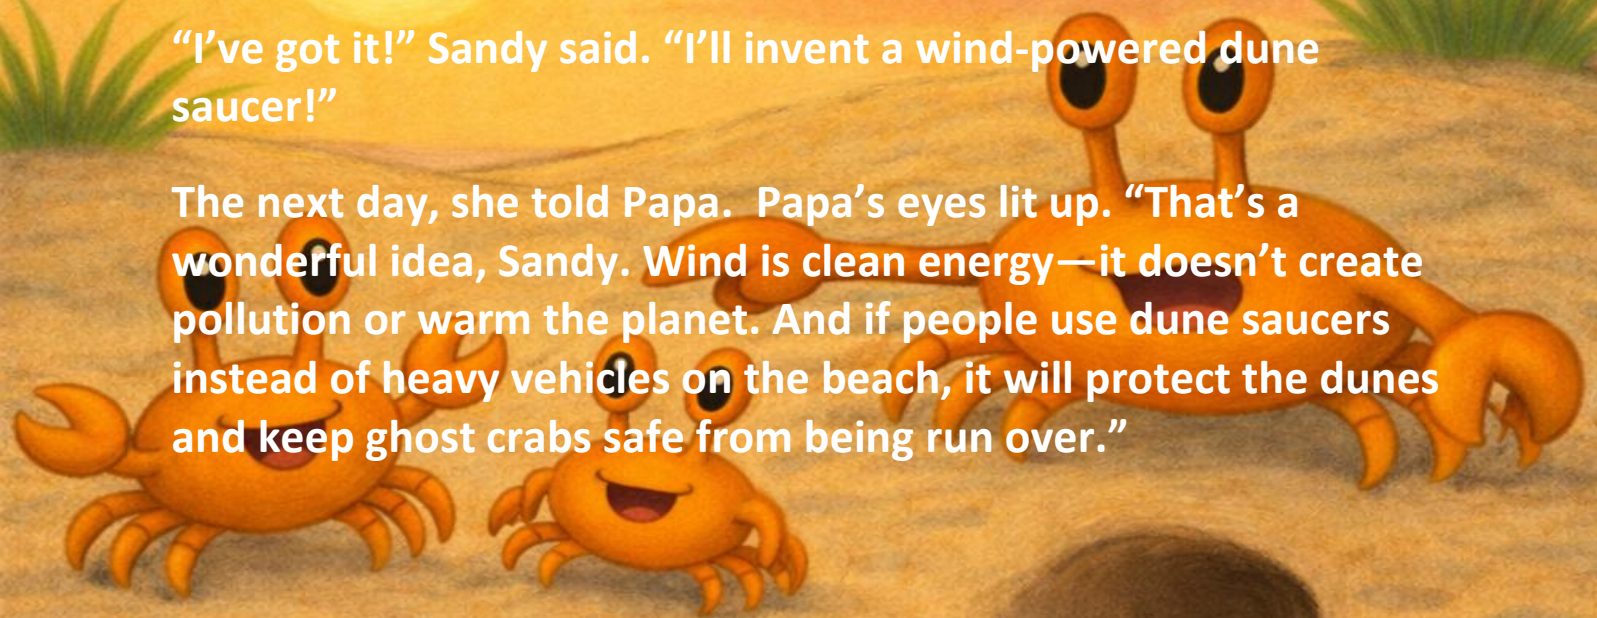 “I’ve got it!” Sandy said. “I’ll invent a wind-powered dune
saucer!”
The next day, she told Papa.  Papa’s eyes lit up. “That’s a
wonderful idea, Sandy. Wind is clean energy—it doesn’t create
pollution or warm the planet. And if people use dune saucers
instead of heavy vehicles on the beach, it will protect the dunes
and keep ghost crabs safe from being run over.”